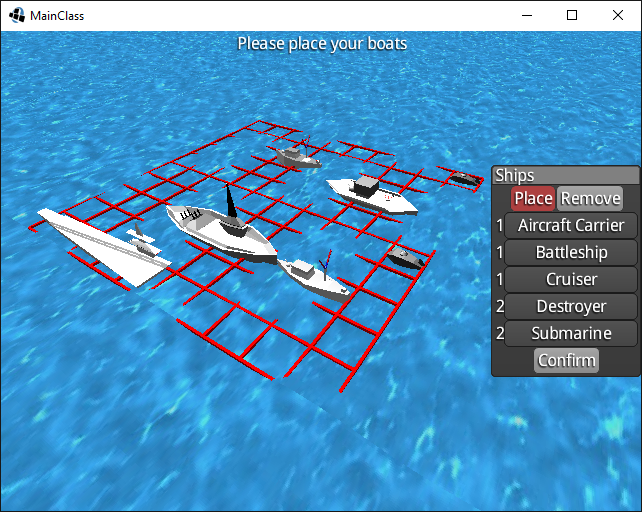 MainClass
Please place your boats
Ships
Place Remove
1 Aircraft Carrier
1 Battleship
1 Cruiser
2 Destroyer
2 Submarine
Confirm